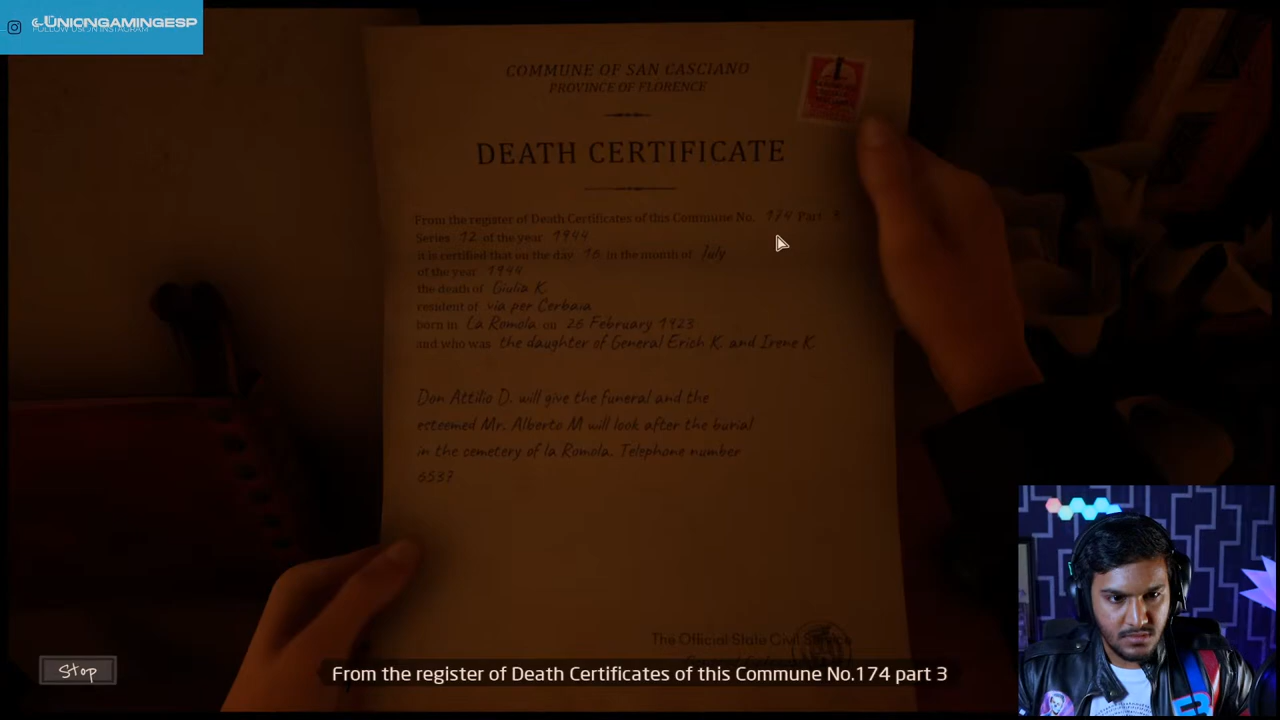 UNIONGAMINGESP
FOLLOW US ON INSTAGRAM
COMMUNE OF SAN CASCIANO
PROVINCE OF FLORENCE
DEATH CERTIFICATE
From the register of Death Certificates of this Commune No. 174 Part 3
Series 12 of the year 1944
it is certified that on the day 16 in the month of July
of the year 1944
the death of Giulia K.
resident of via per Cerbaia
born in La Romola on 26 February 1923
and who was the daughter of General Erich K. and Irene K.
Don Attilio D. will give the funeral and the
esteemed Mr. Alberto M will look after the burial
in the cemetery of la Romola. Telephone number
6537
The Official State Civil Service
Stop
From the register of Death Certificates of this Commune No.174 part 3